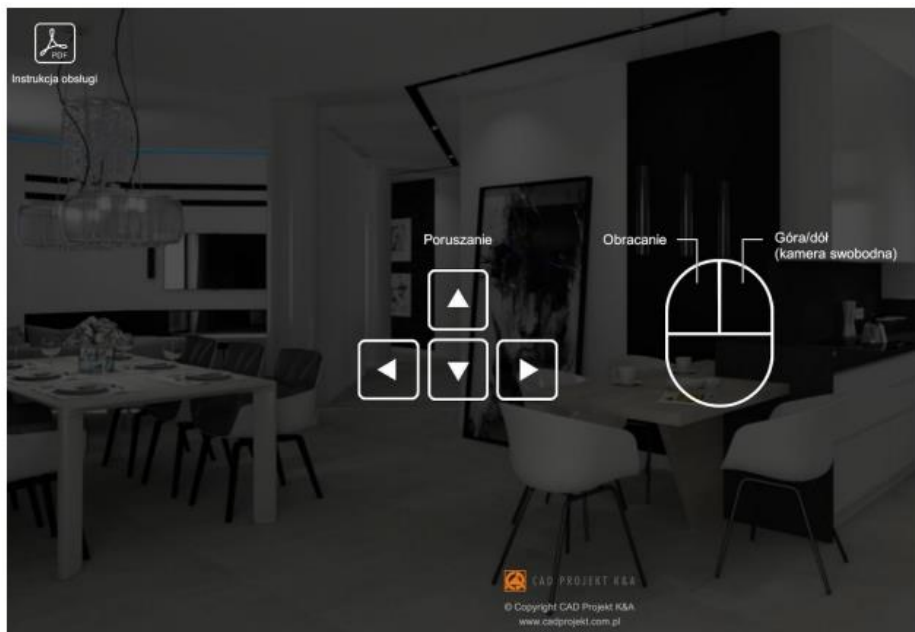 PDF
Instrukcja obsługi
Poruszanie
Obracanie
Góra/dół
(kamera swobodna)
CAD PROJEKT K&A
© Copyright CAD Projekt K&A
www.cadprojekt.com.pl